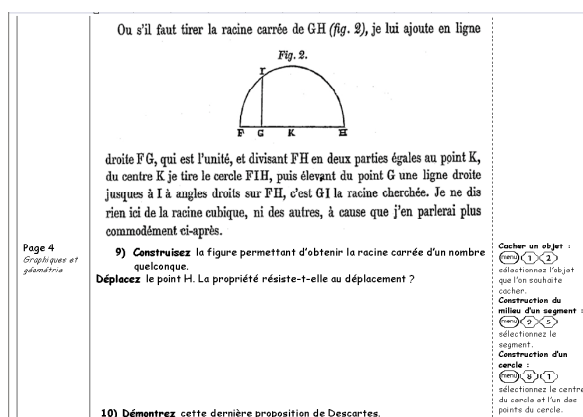 Ou s'il faut tirer la racine carrée de GH (fig. 2), je lui ajoute en ligne
Fig. 2.
I
F G K H
droite FG, qui est l'unité, et divisant FH en deux parties égales au point K,
du centre K je tire le cercle FIH, puis élevant du point G une ligne droite
jusques à I à angles droits sur FH, c'est GI la racine cherchée. Je ne dis
rien ici de la racine cubique, ni des autres, à cause que j'en parlerai plus
commodément ci-après.
Page 4
Graphiques et
géométrie
9) Construisez la figure permettant d'obtenir la racine carrée d'un nombre
quelconque.
Déplacez le point H. La propriété résiste-t-elle au déplacement ?
10) Démontrez cette dernière proposition de Descartes.
Cacher un objet :
menu 1 2
sélectionnez l'objet
que l'on souhaite
cacher.
Construction du
milieu d'un segment :
menu 9 5
sélectionnez le
segment.
Construction d'un
cercle :
menu 8 1
sélectionnez le centre
du cercle et l'un des
points du cercle.